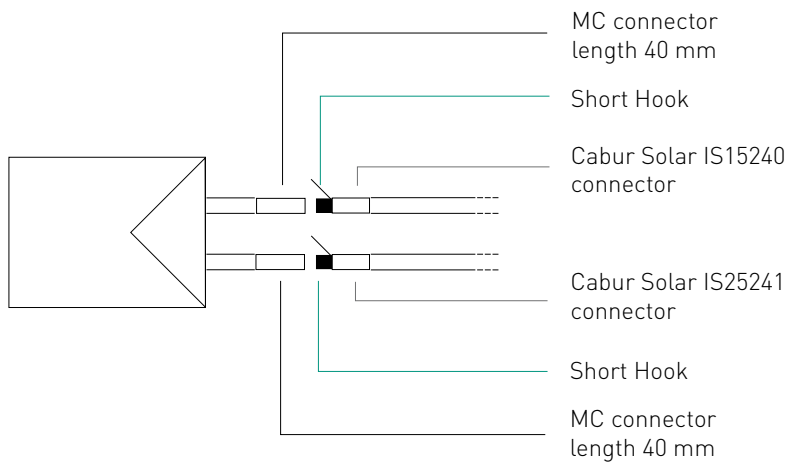 MC connector
length 40 mm
Short Hook
Cabur Solar IS15240
connector
Cabur Solar IS25241
connector
Short Hook
MC connector
length 40 mm